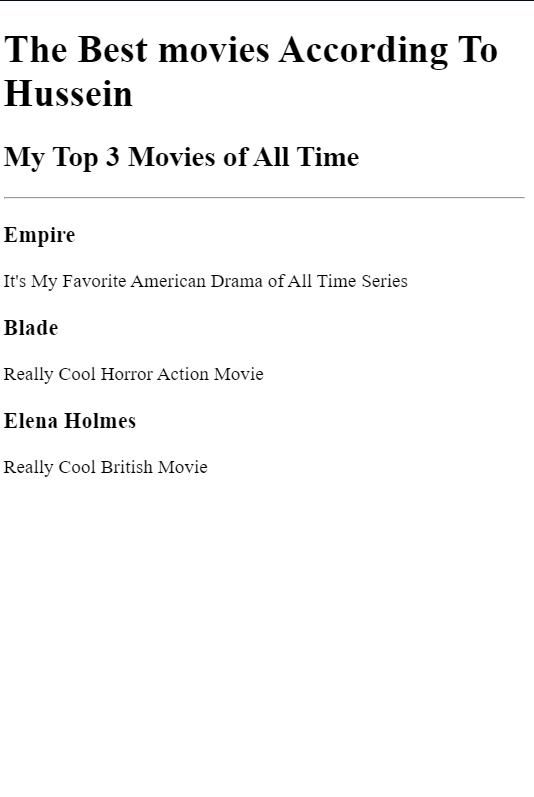 The Best movies According To
Hussein
My Top 3 Movies of All Time
Empire
It's My Favorite American Drama of All Time Series
Blade
Really Cool Horror Action Movie
Elena Holmes
Really Cool British Movie